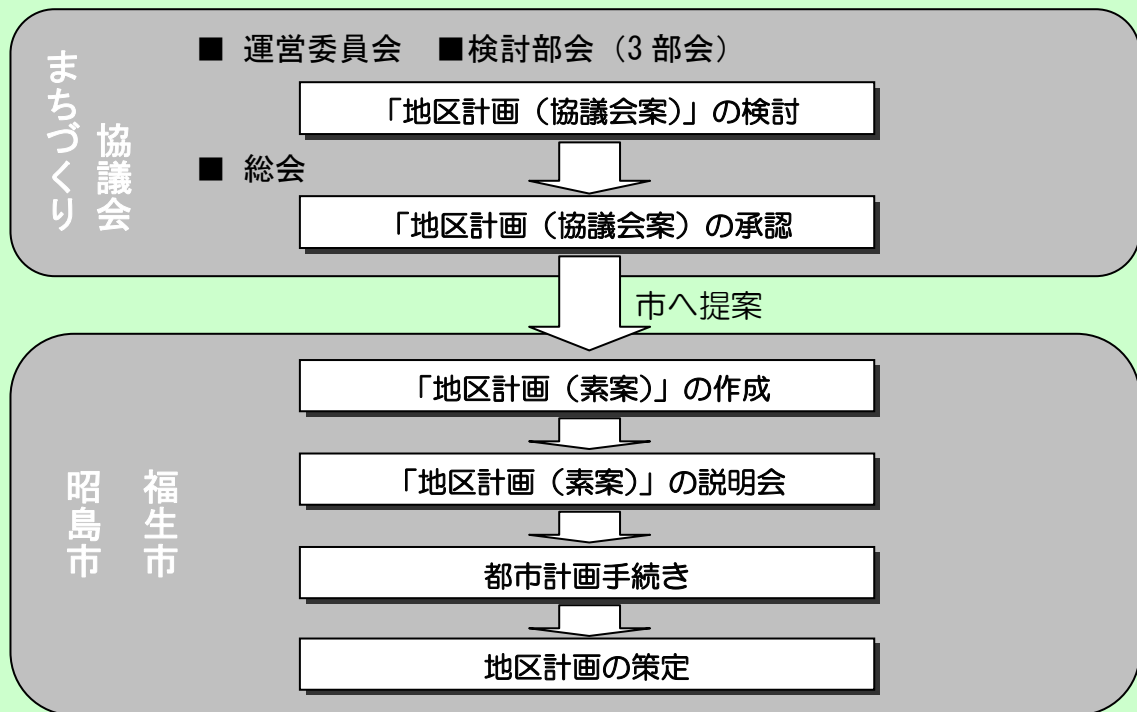 まちづくり
協議会
■ 運営委員会 ■検討部会（3部会）
「地区計画（協議会案）」の検討
■ 総会
「地区計画（協議会案）の承認
市へ提案
福生市
昭島市
「地区計画（素案）」の作成
「地区計画（素案）」の説明会
都市計画手続き
地区計画の策定